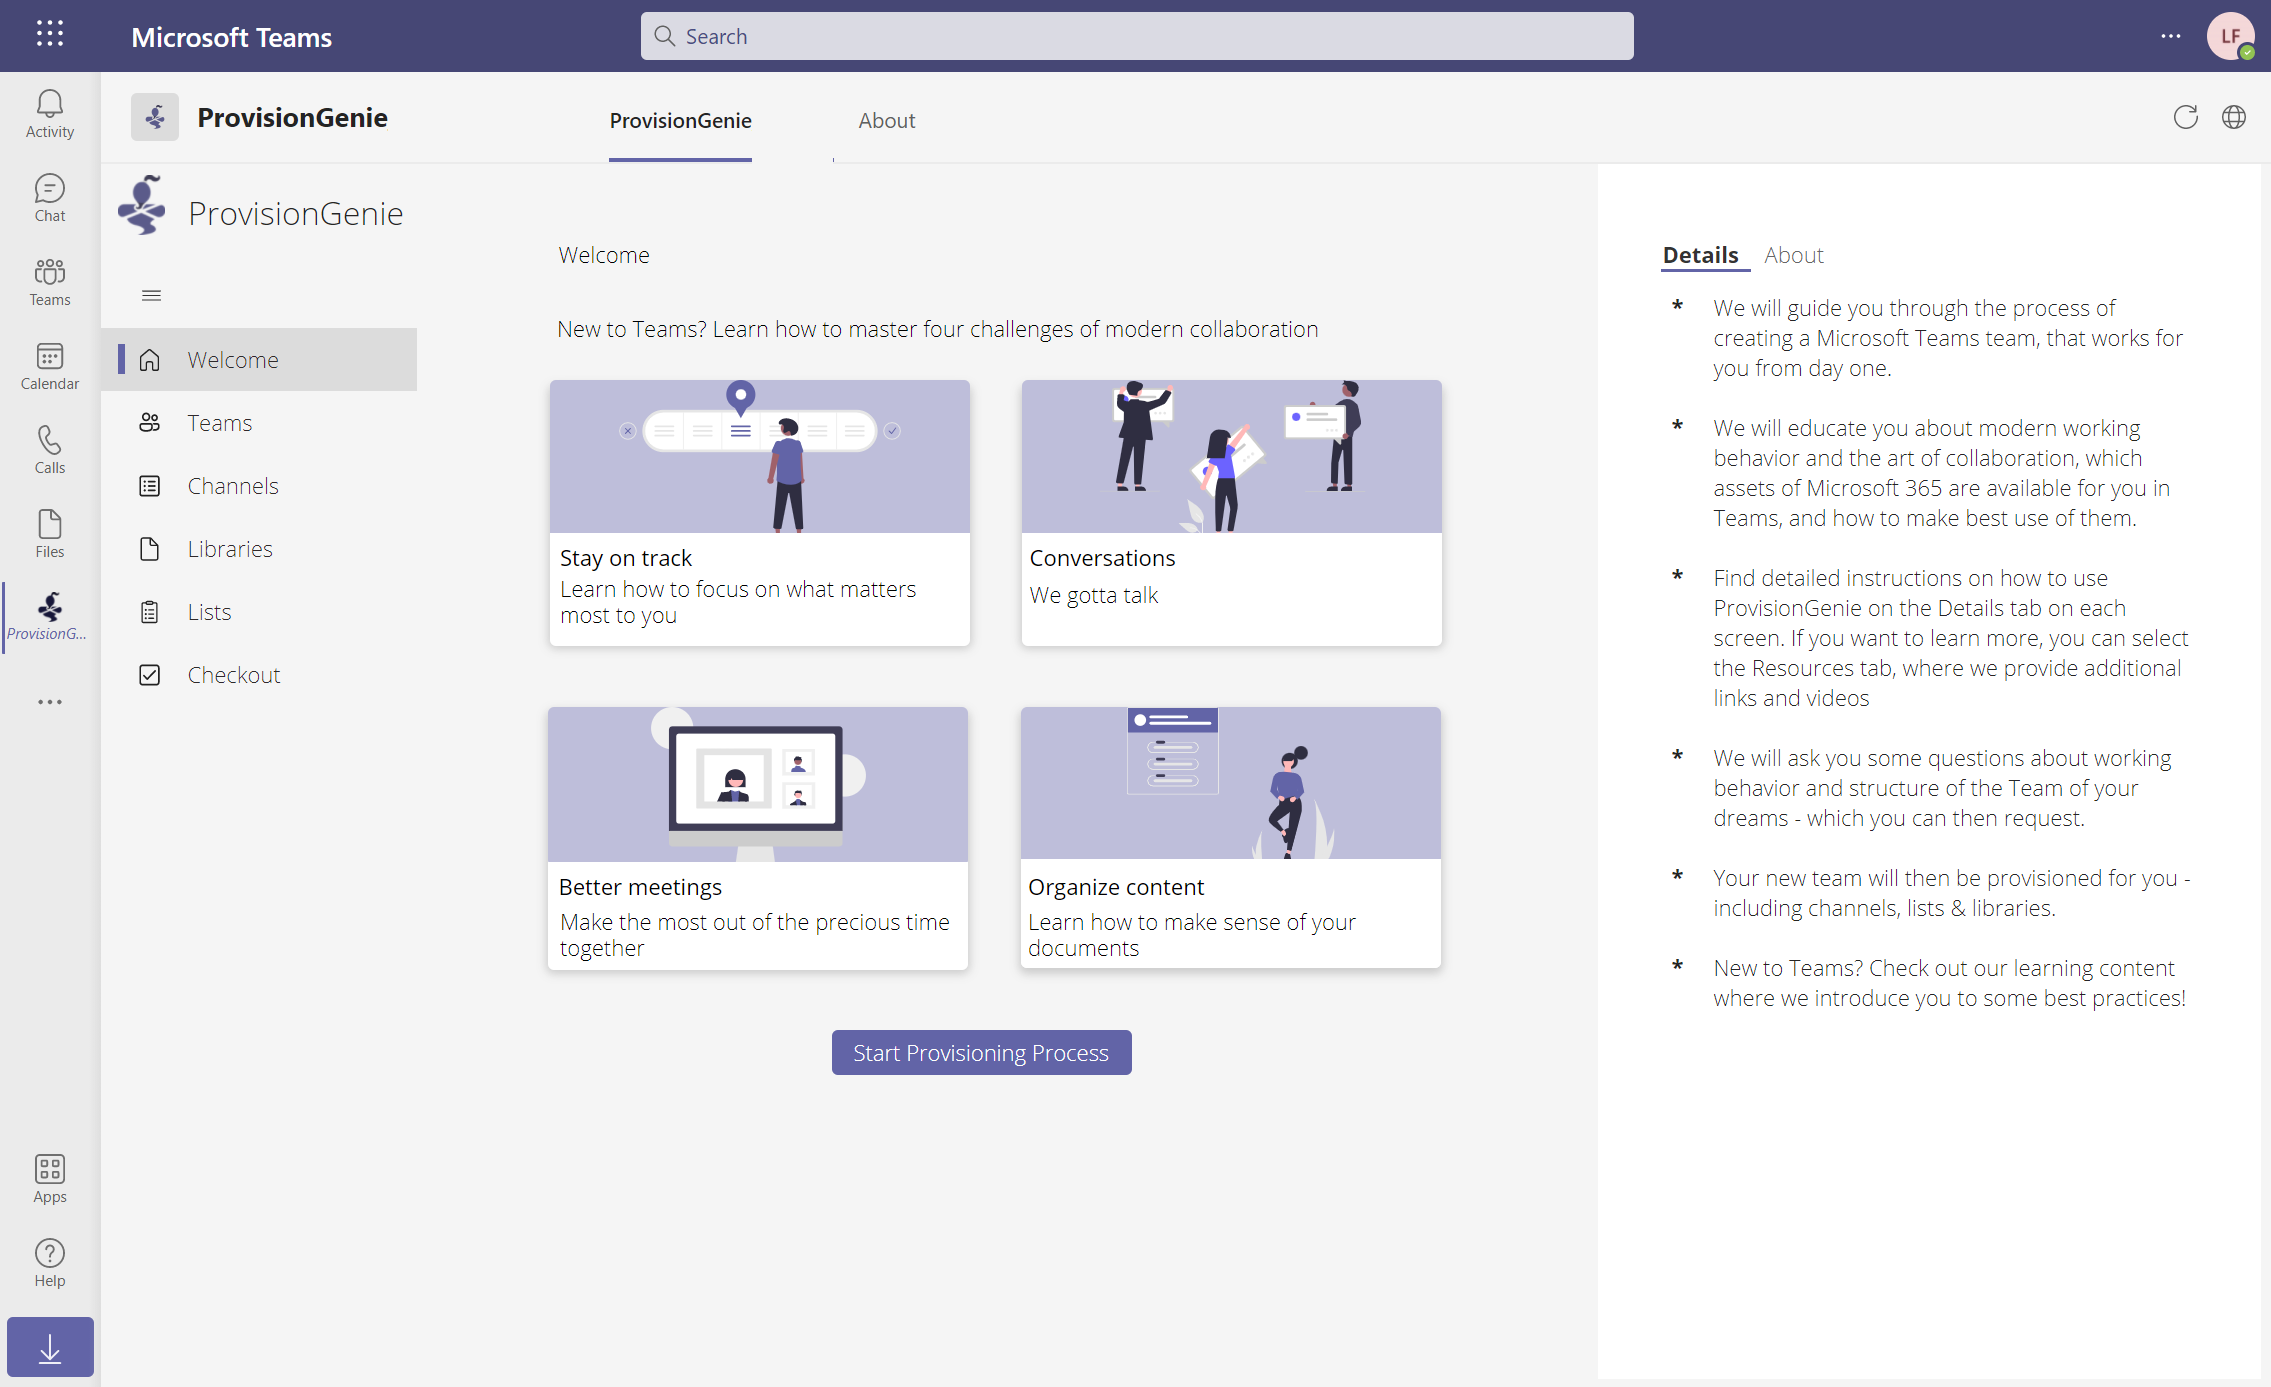 Microsoft Teams
Search
LF
Activity
Chat
Teams
Calendar
Calls
Files
ProvisionG...
Apps
Help
ProvisionGenie
ProvisionGenie
About
ProvisionGenie
Welcome
Teams
Channels
Libraries
Lists
Checkout
Welcome
New to Teams? Learn how to master four challenges of modern collaboration
Stay on track
Learn how to focus on what matters
most to you
Conversations
We gotta talk
Better meetings
Make the most out of the precious time
together
Organize content
Learn how to make sense of your
documents
Start Provisioning Process
Details About
* We will guide you through the process of
creating a Microsoft Teams team, that works for
you from day one.
* We will educate you about modern working
behavior and the art of collaboration, which
assets of Microsoft 365 are available for you in
Teams, and how to make best use of them.
* Find detailed instructions on how to use
ProvisionGenie on the Details tab on each
screen. If you want to learn more, you can select
the Resources tab, where we provide additional
links and videos
* We will ask you some questions about working
behavior and structure of the Team of your
dreams - which you can then request.
* Your new team will then be provisioned for you -
including channels, lists & libraries.
* New to Teams? Check out our learning content
where we introduce you to some best practices!